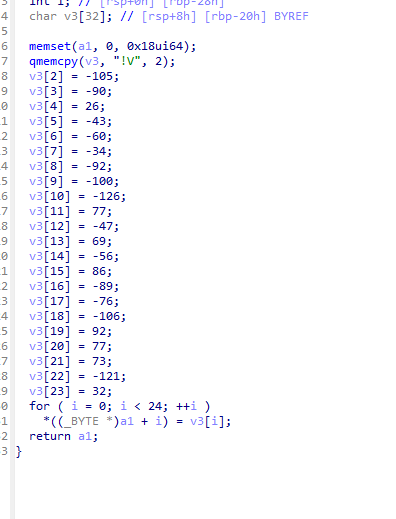 3 int i; // [rsp+0h] [rbp-28h]
4 char v3[32]; // [rsp+8h] [rbp-20h] BYREF
5
6 memset(a1, 0, 0x18ui64);
7 qmemcpy(v3, "!V", 2);
8 v3[2] = -105;
9 v3[3] = -90;
0 v3[4] = 26;
1 v3[5] = -43;
2 v3[6] = -60;
3 v3[7] = -34;
4 v3[8] = -92;
5 v3[9] = -100;
6 v3[10] = -126;
7 v3[11] = 77;
8 v3[12] = -47;
9 v3[13] = 69;
0 v3[14] = -56;
1 v3[15] = 86;
2 v3[16] = -89;
3 v3[17] = -76;
4 v3[18] = -106;
5 v3[19] = 92;
6 v3[20] = 77;
7 v3[21] = 73;
8 v3[22] = -121;
9 v3[23] = 32;
0 for ( i = 0; i < 24; ++i )
1 *((_BYTE *)a1 + i) = v3[i];
2 return a1;
3 }